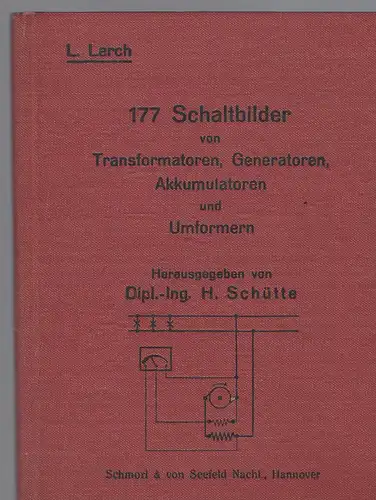 L. Lerch
177 Schaltbilder
von
Transformatoren, Generatoren,
Akkumulatoren
und
Umformern
Herausgegeben von
Dipl.-Ing. H. Schütte
Schmorl & von Seefeld Nachf., Hannover